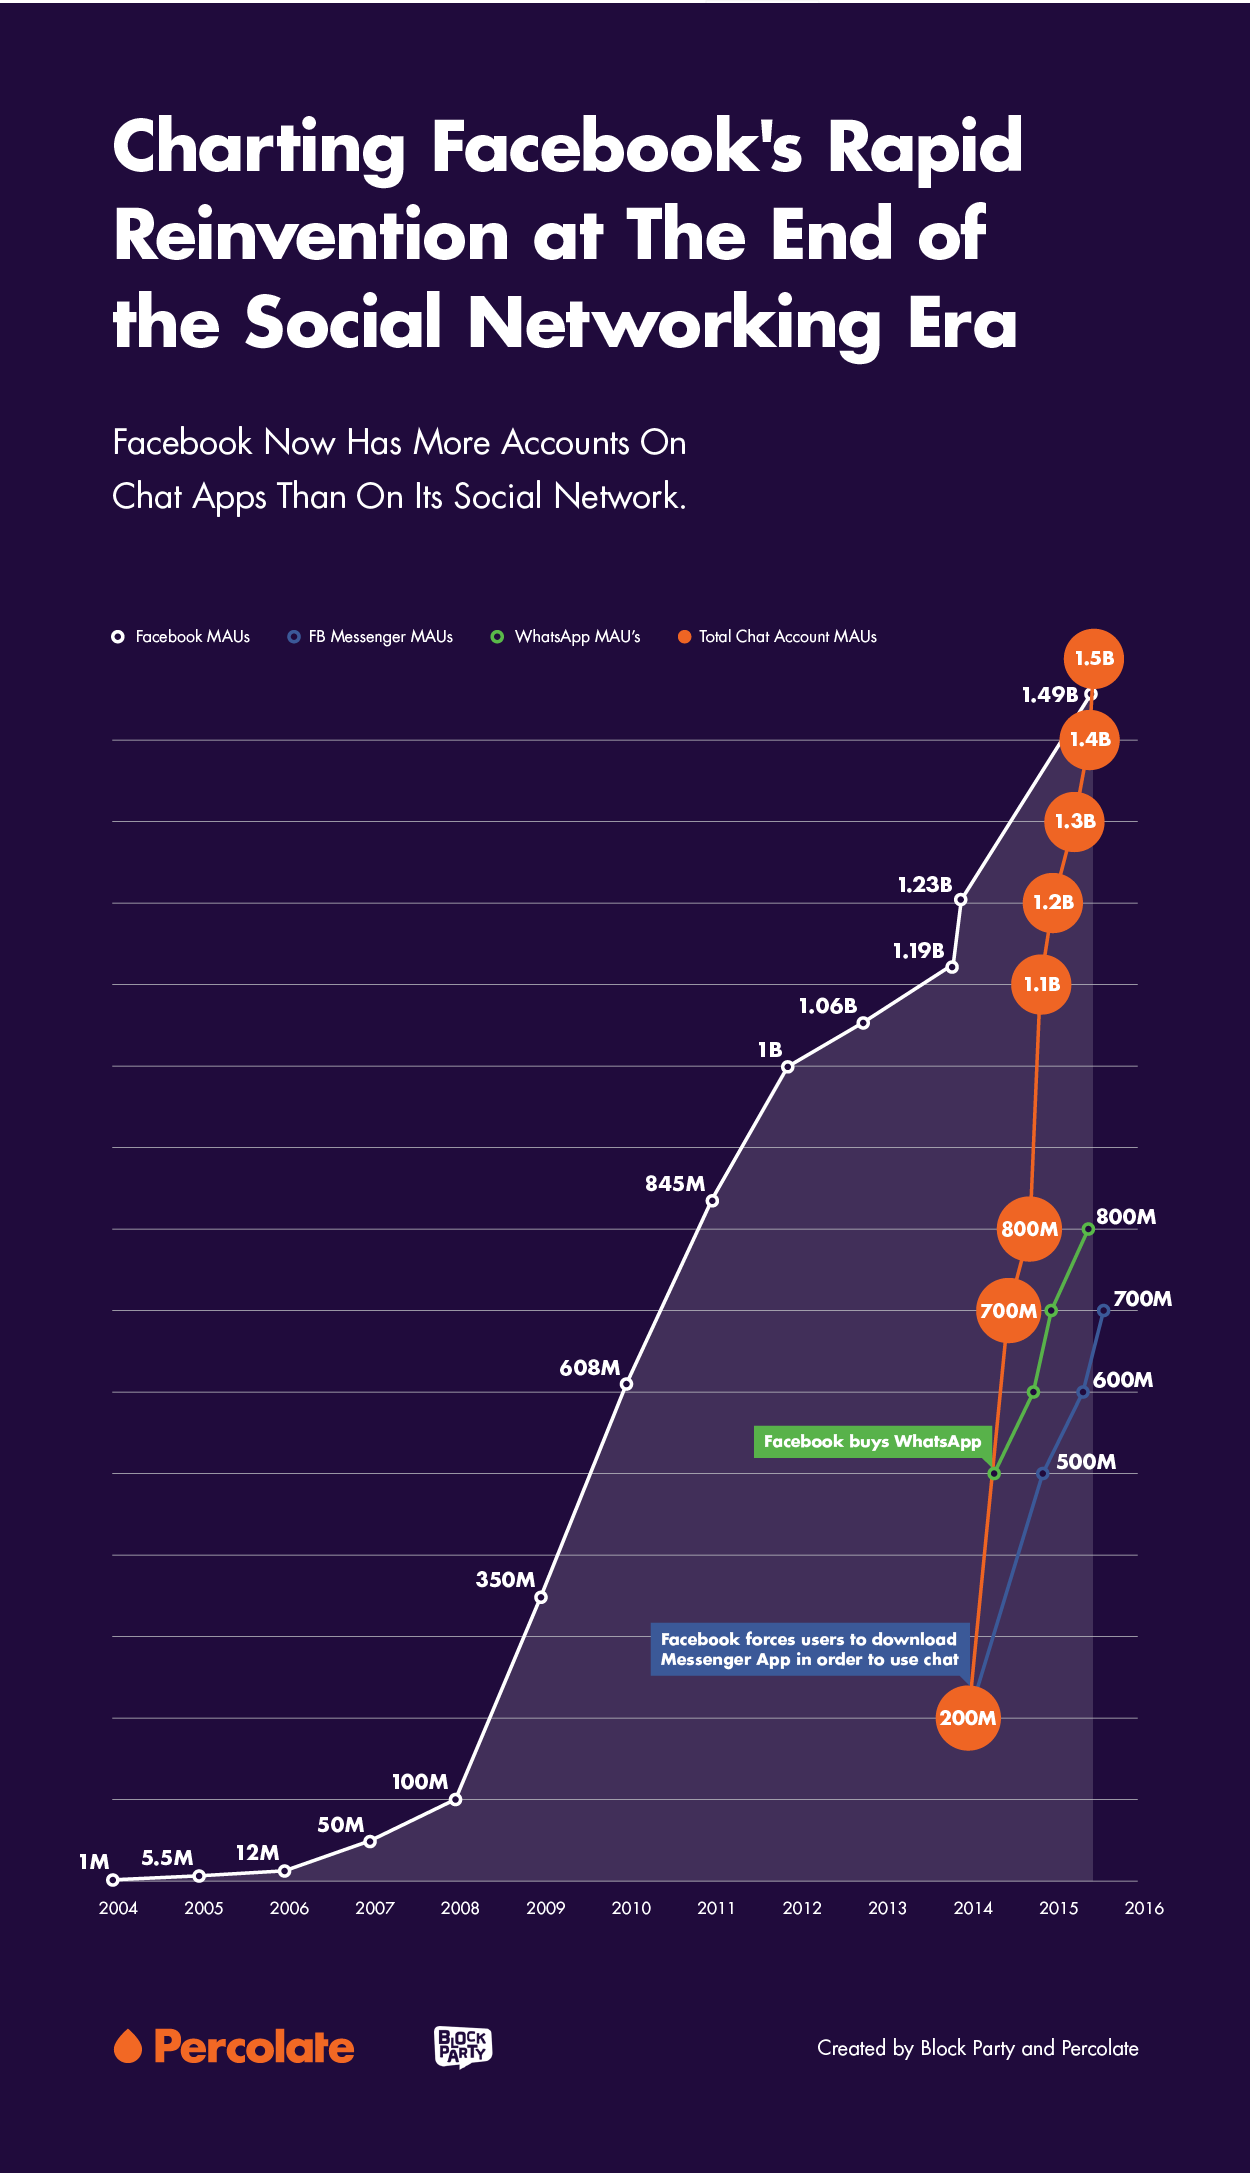 Charting Facebook's Rapid
Reinvention at The End of
the Social Networking Era
Facebook Now Has More Accounts On
Chat Apps Than On Its Social Network.
Facebook MAUs
FB Messenger MAUs
WhatsApp MAU's
Total Chat Account MAUs
1.5B
1.49B
1.4B
1.3B
1.23B
1.2B
1.19B
1.1B
1.06B
1B
845M
800M
800M
700M
700M
608M
600M
Facebook buys WhatsApp
500M
350M
Facebook forces users to download
Messenger App in order to use chat
200M
100M
50M
12M
5.5M
1M
2004
2005
2006
2007
2008
2009
2010
2011
2012
2013
2014
2015
2016
Percolate
BLOCK
PARTY
Created by Block Party and Percolate